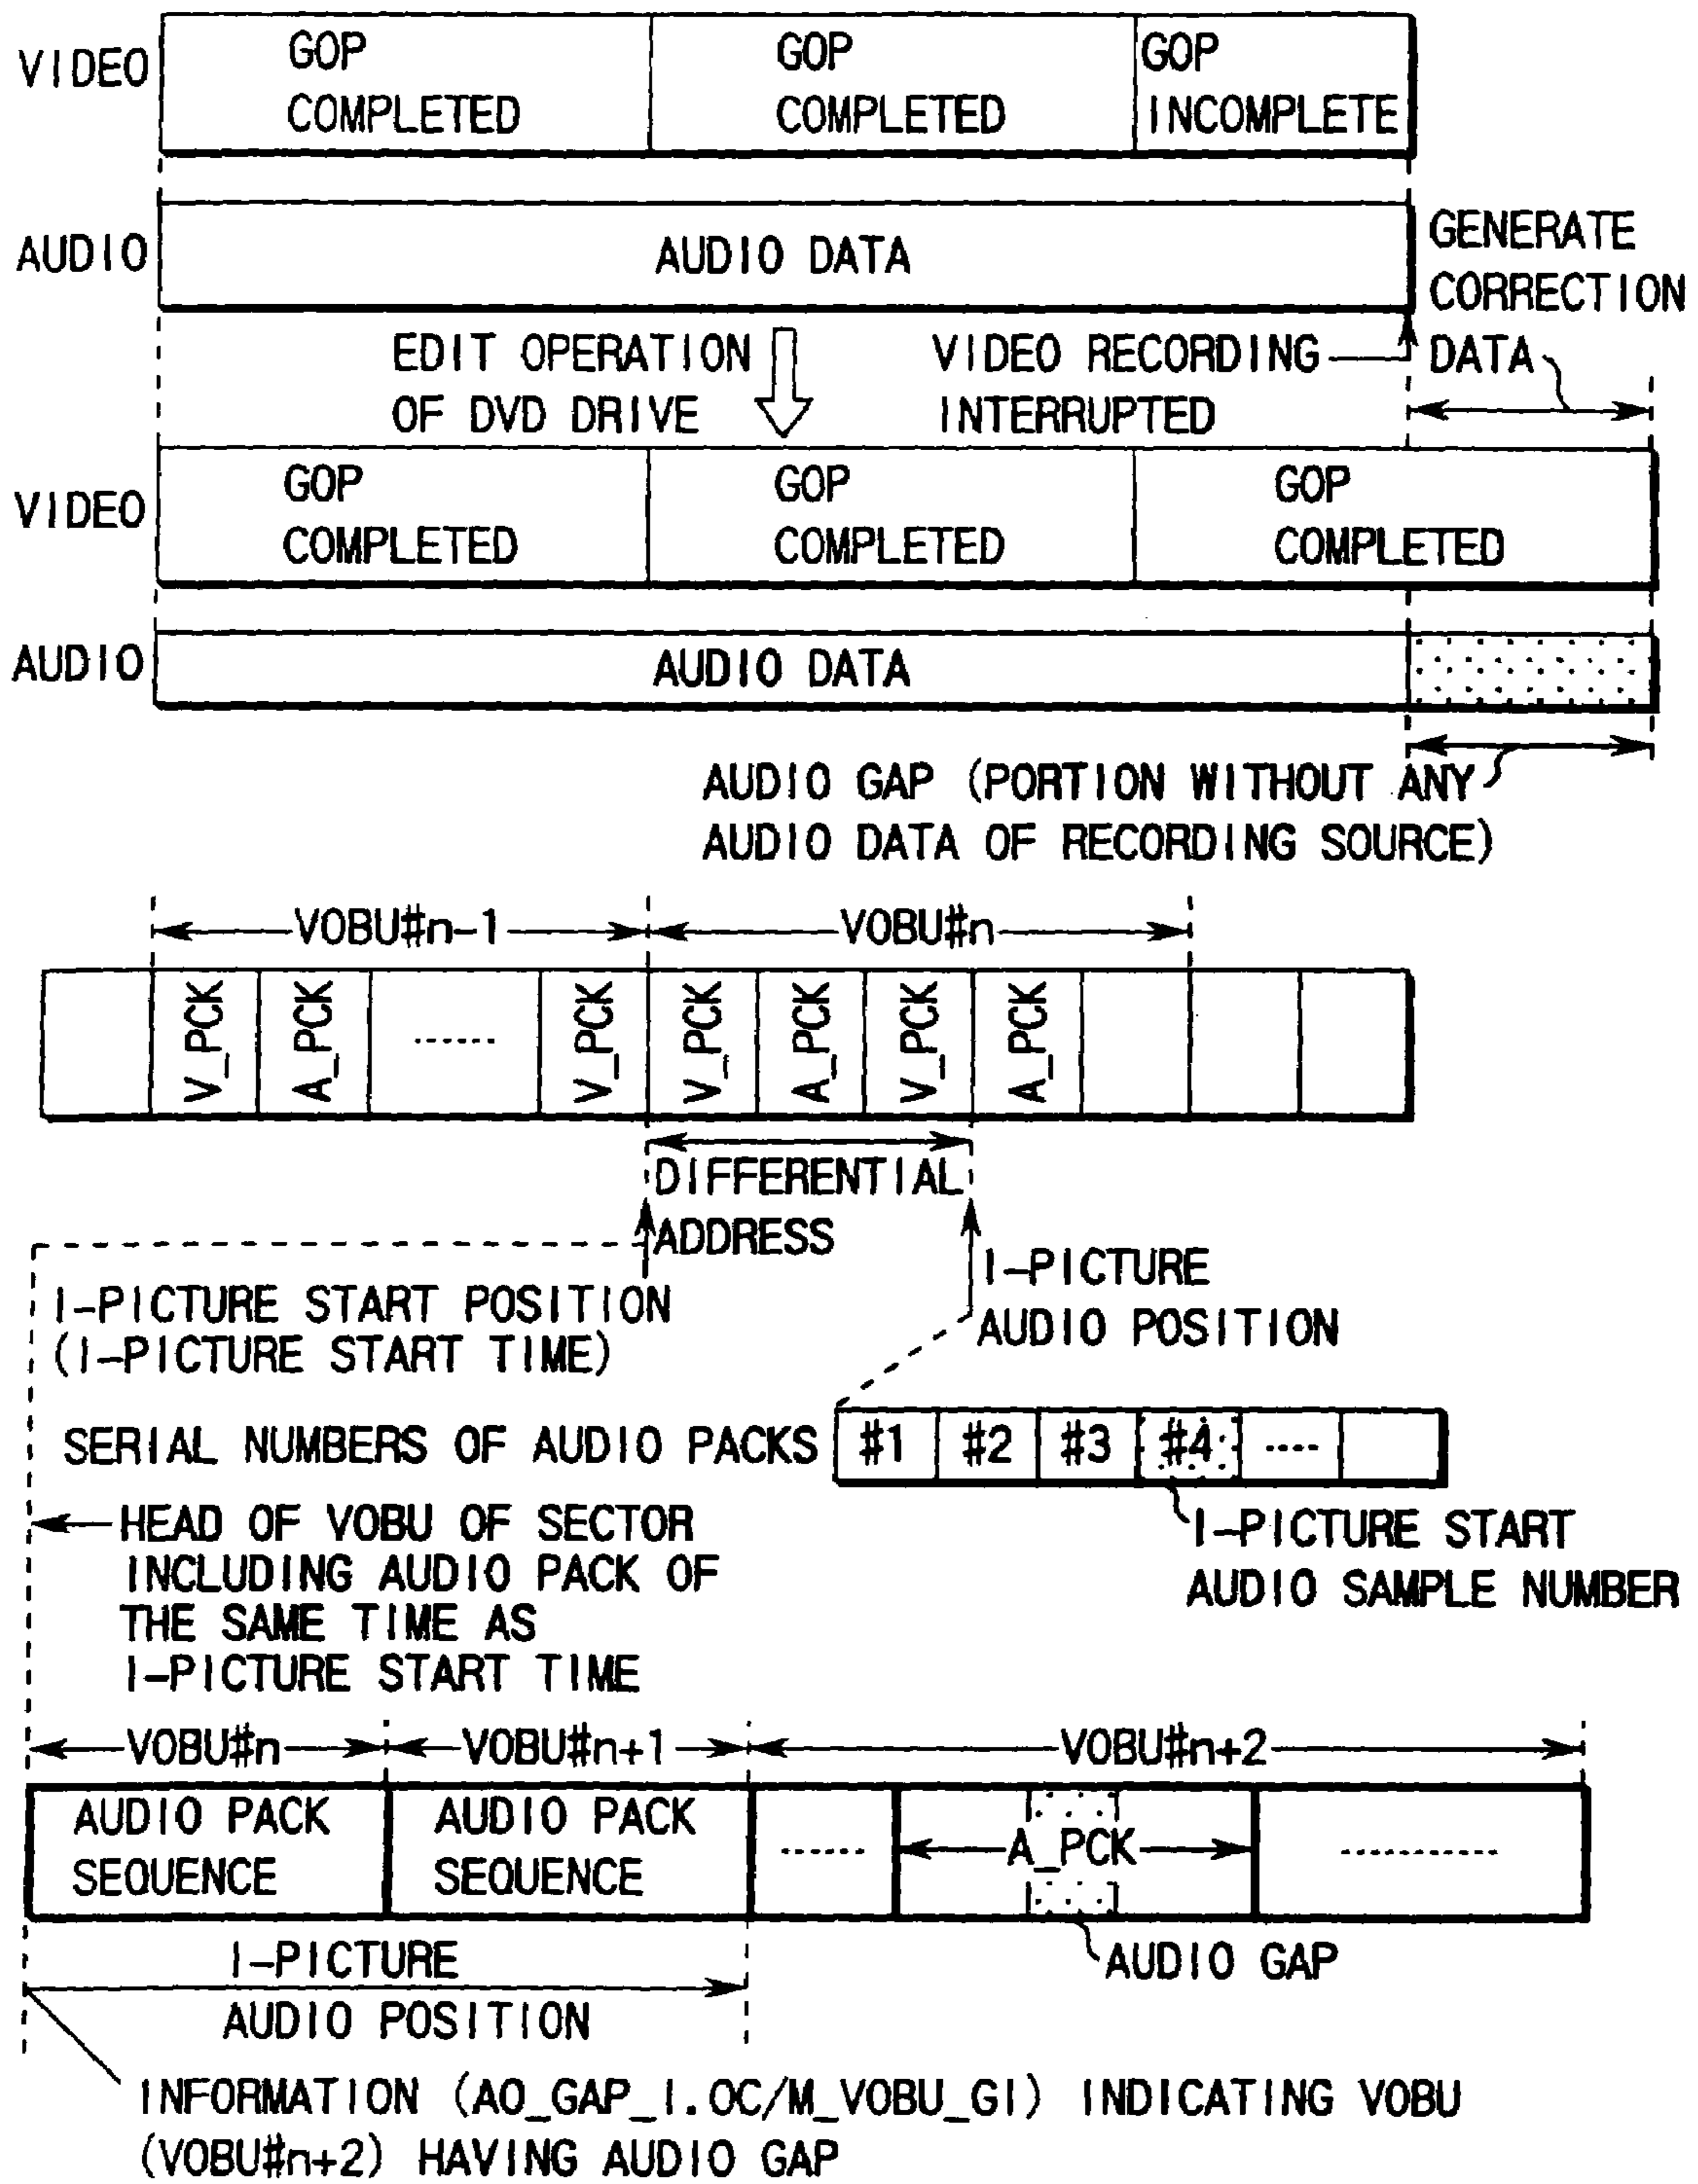 VIDEO
GOP
COMPLETED
GOP
COMPLETED
GOP
INCOMPLETE
AUDIO
AUDIO DATA
GENERATE
CORRECTION
DATA
EDIT OPERATION
OF DVD DRIVE
VIDEO RECORDING
INTERRUPTED
VIDEO
GOP
COMPLETED
GOP
COMPLETED
GOP
COMPLETED
AUDIO
AUDIO DATA
AUDIO GAP (PORTION WITHOUT ANY
AUDIO DATA OF RECORDING SOURCE)
VOBU#n-1
VOBU#n
V_PCK
A_PCK
......
V_PCK
V_PCK
A_PCK
V_PCK
A_PCK
DIFFERENTIAL
ADDRESS
I-PICTURE START POSITION
(I-PICTURE START TIME)
I-PICTURE
AUDIO POSITION
SERIAL NUMBERS OF AUDIO PACKS
#1
#2
#3
#4
....
I-PICTURE START
AUDIO SAMPLE NUMBER
HEAD OF VOBU OF SECTOR
INCLUDING AUDIO PACK OF
THE SAME TIME AS
I-PICTURE START TIME
VOBU#n
VOBU#n+1
VOBU#n+2
AUDIO PACK
SEQUENCE
AUDIO PACK
SEQUENCE
......
A_PCK
..........
AUDIO GAP
I-PICTURE
AUDIO POSITION
INFORMATION (AO_GAP_I.OC/M_VOBU_GI) INDICATING VOBU
(VOBU#n+2) HAVING AUDIO GAP